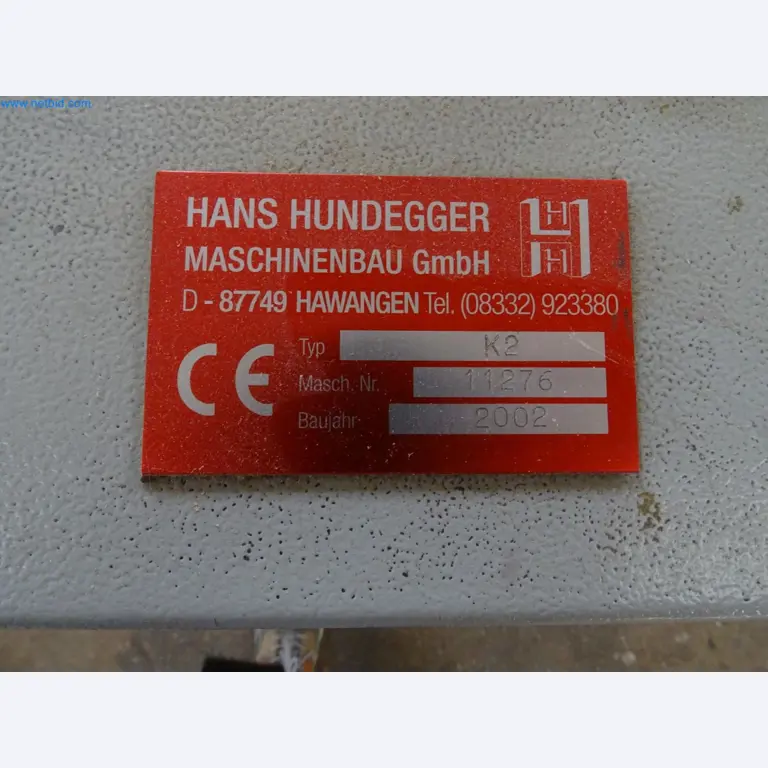 www.netbid.com
HANS HUNDEGGER
MASCHINENBAU GmbH
D - 87749 HAWANGEN Tel. (08332) 923380
CE
Typ K2
Masch. Nr. 11276
Baujahr 2002